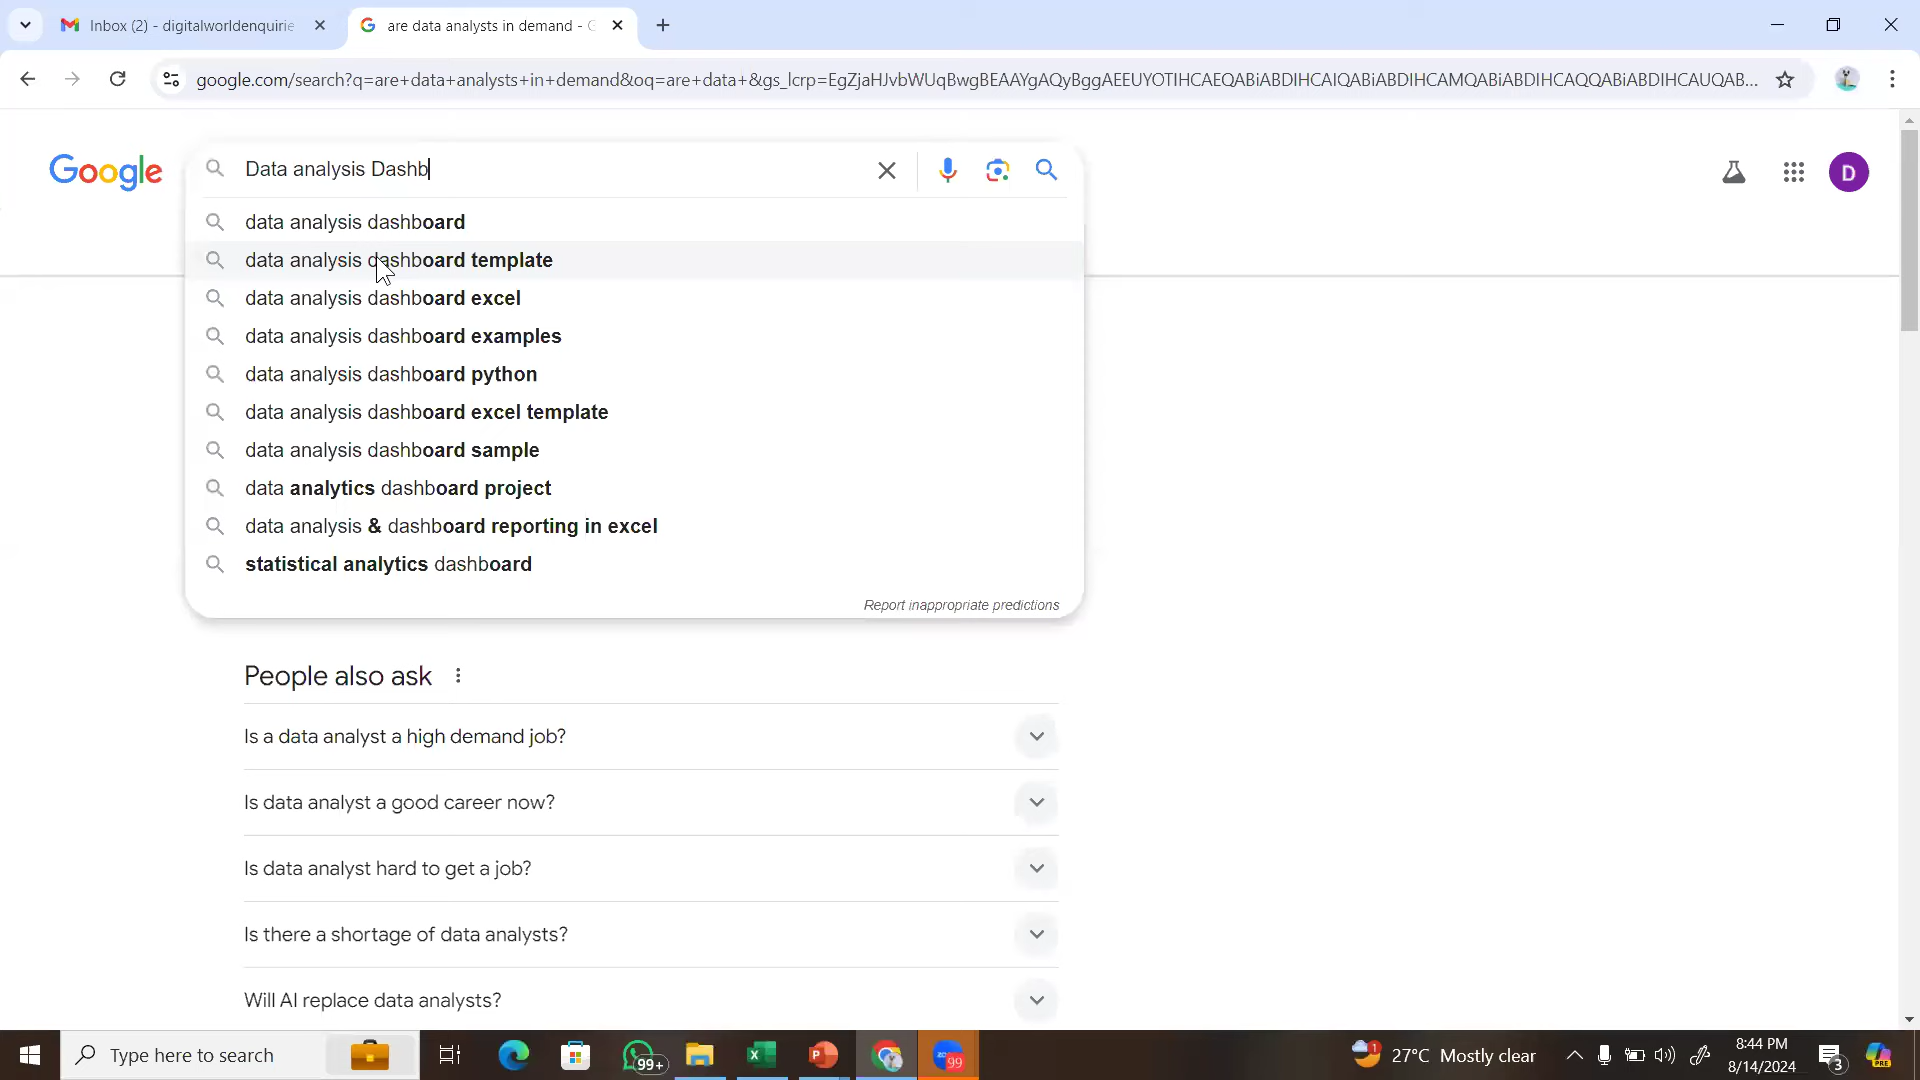 Inbox (2) - digitalworldenquirie
are data analysts in demand - G
google.com/search?q=are+data+analysts+in+demand&oq=are+data+&gs_lcrp=EgZjaHJvbWUqBwgBEAAYgAQyBggAEEUYOTIHCAEQABiABDIHCAIQABiABDIHCAMQABiABDIHCAQQABiABDIHCAUQAB...
Google
Data analysis Dashb
D
data analysis dashboard
data analysis dashboard template
data analysis dashboard excel
data analysis dashboard examples
data analysis dashboard python
data analysis dashboard excel template
data analysis dashboard sample
data analytics dashboard project
data analysis & dashboard reporting in excel
statistical analytics dashboard
Report inappropriate predictions
People also ask
Is a data analyst a high demand job?
Is data analyst a good career now?
Is data analyst hard to get a job?
Is there a shortage of data analysts?
Will AI replace data analysts?
Type here to search
99+
99
1
27°C Mostly clear
8:44 PM
8/14/2024
3
PRE